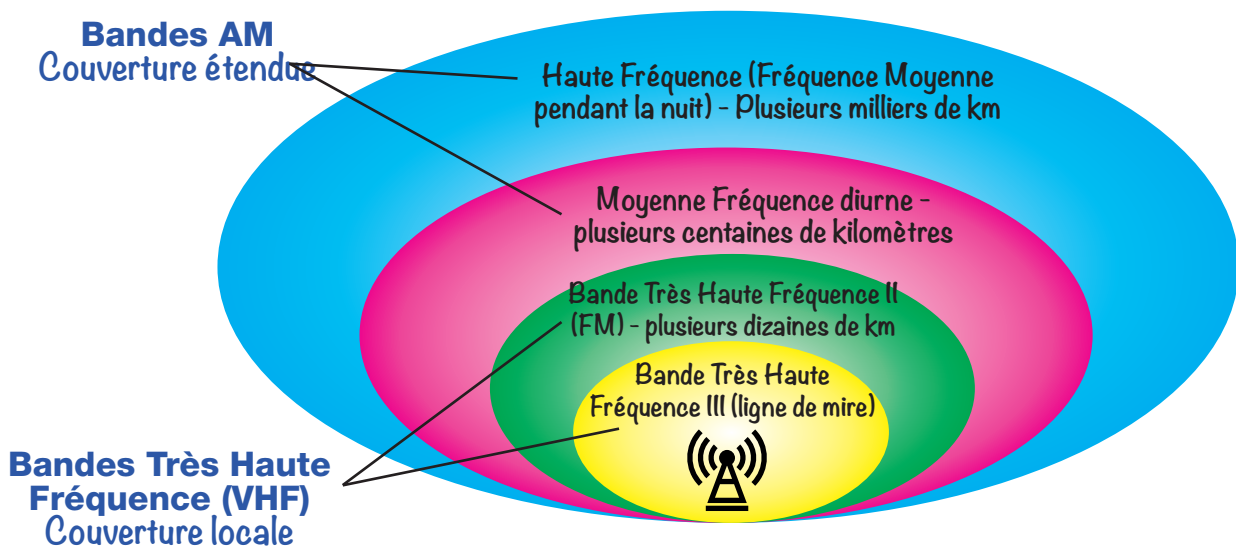 Bandes AM
Couverture étendue
Haute Fréquence (Fréquence Moyenne
pendant la nuit) - Plusieurs milliers de km
Moyenne Fréquence diurne -
plusieurs centaines de kilomètres
Bande Très Haute Fréquence II
(FM) - plusieurs dizaines de km
Bande Très Haute
Fréquence III (ligne de mire)
Bandes Très Haute
Fréquence (VHF)
Couverture locale